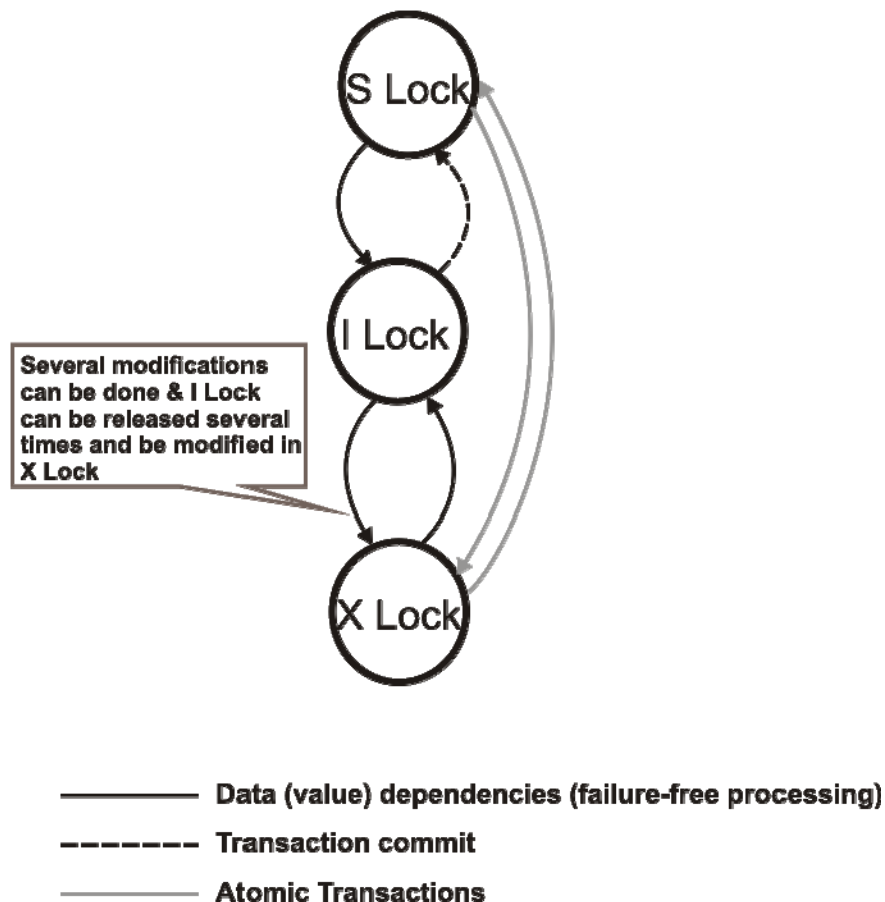 S Lock
I Lock
Several modifications
can be done & I Lock
can be released several
times and be modified in
X Lock
X Lock
Data (value) dependencies (failure-free processing)
Transaction commit
Atomic Transactions